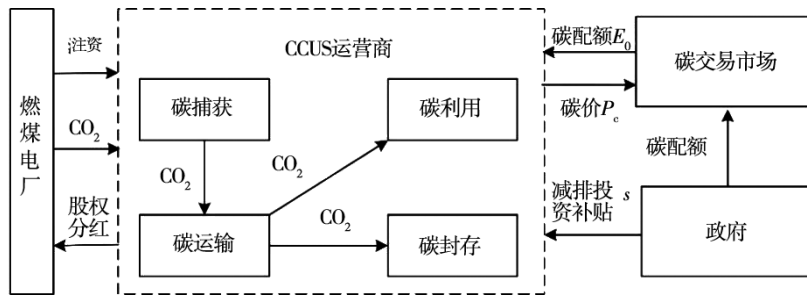 燃煤电厂
注资
CO₂
股权
分红
CCUS运营商
碳捕获
碳利用
CO₂
CO₂
CO₂
碳运输
碳封存
碳配额E₀
碳价P_c
碳交易市场
碳配额
减排投
资补贴 s
政府